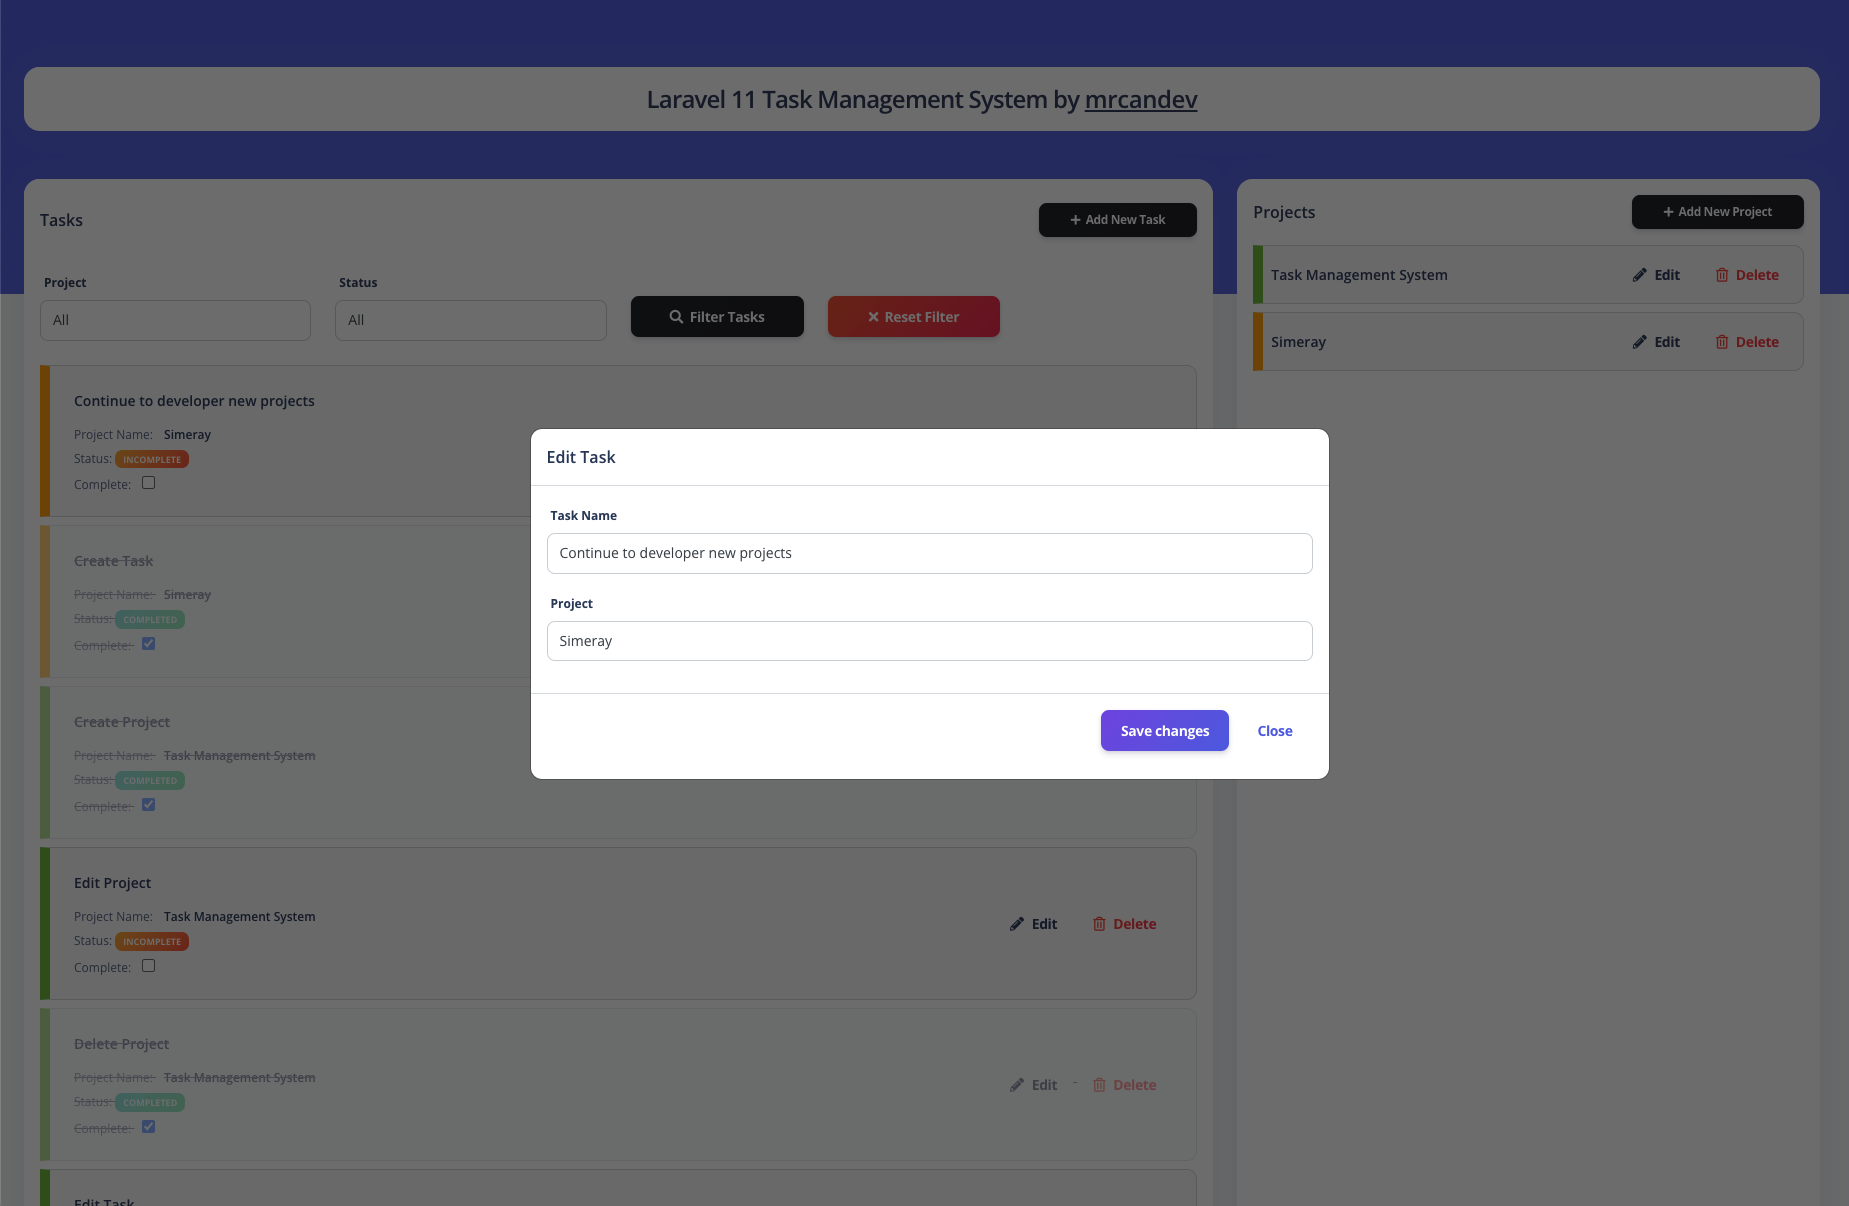 Laravel 11 Task Management System by mrcandev
Tasks
Add New Task
Project
Status
All
All
Filter Tasks
Reset Filter
Continue to developer new projects
Project Name: Simeray
Status: INCOMPLETE
Complete:
Create Task
Project Name: Simeray
Status: COMPLETED
Complete:
Create Project
Project Name: Task Management System
Status: COMPLETED
Complete:
Edit Project
Project Name: Task Management System
Status: INCOMPLETE
Complete:
Edit
Delete
Delete Project
Project Name: Task Management System
Status: COMPLETED
Complete:
Edit - Delete
Edit Task
Projects
Add New Project
Task Management System
Edit
Delete
Simeray
Edit
Delete
Edit Task
Task Name
Continue to developer new projects
Project
Simeray
Save changes
Close